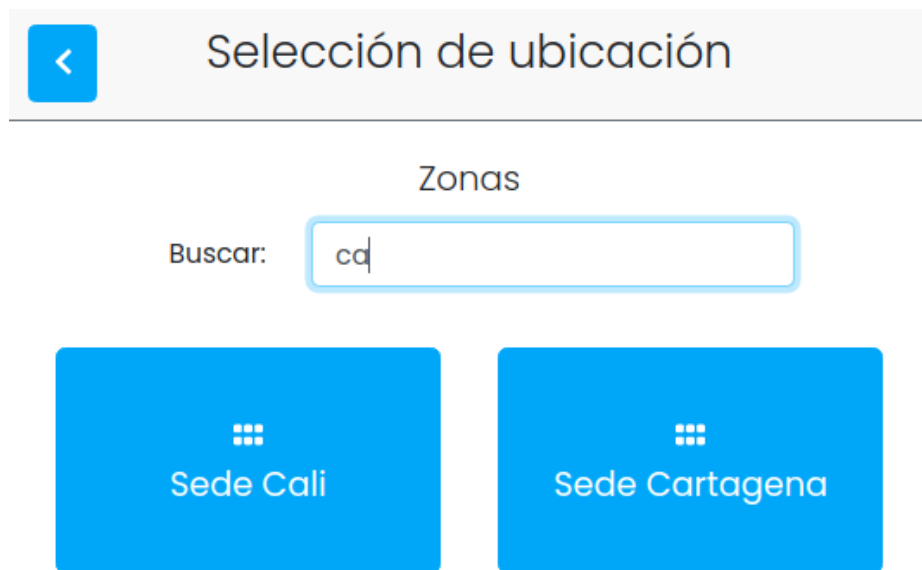 Selección de ubicación
Zonas
Buscar: ca
Sede Cali
Sede Cartagena